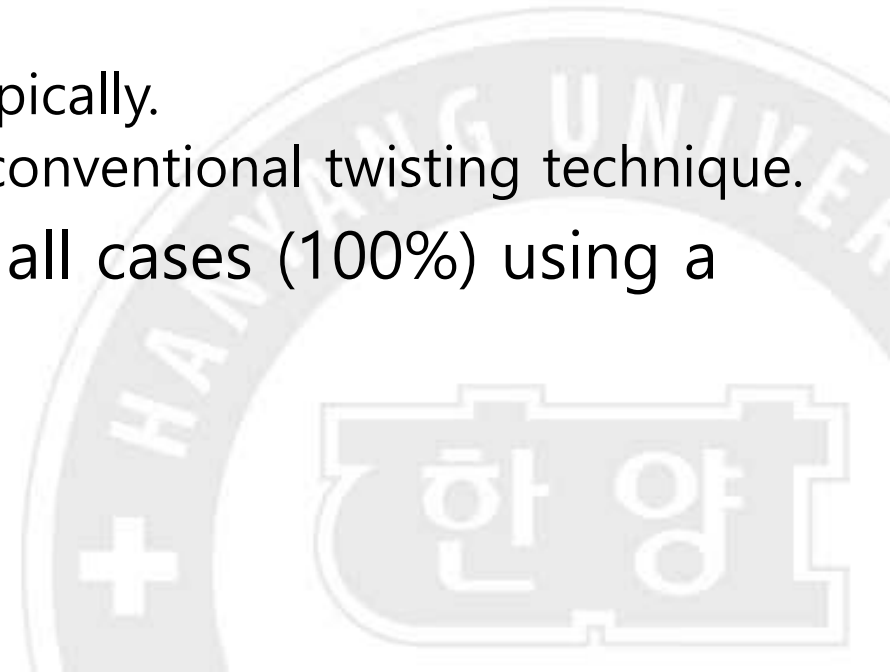 pically.
conventional twisting technique.
all cases (100%) using a
HANYANG UNIVER
한양